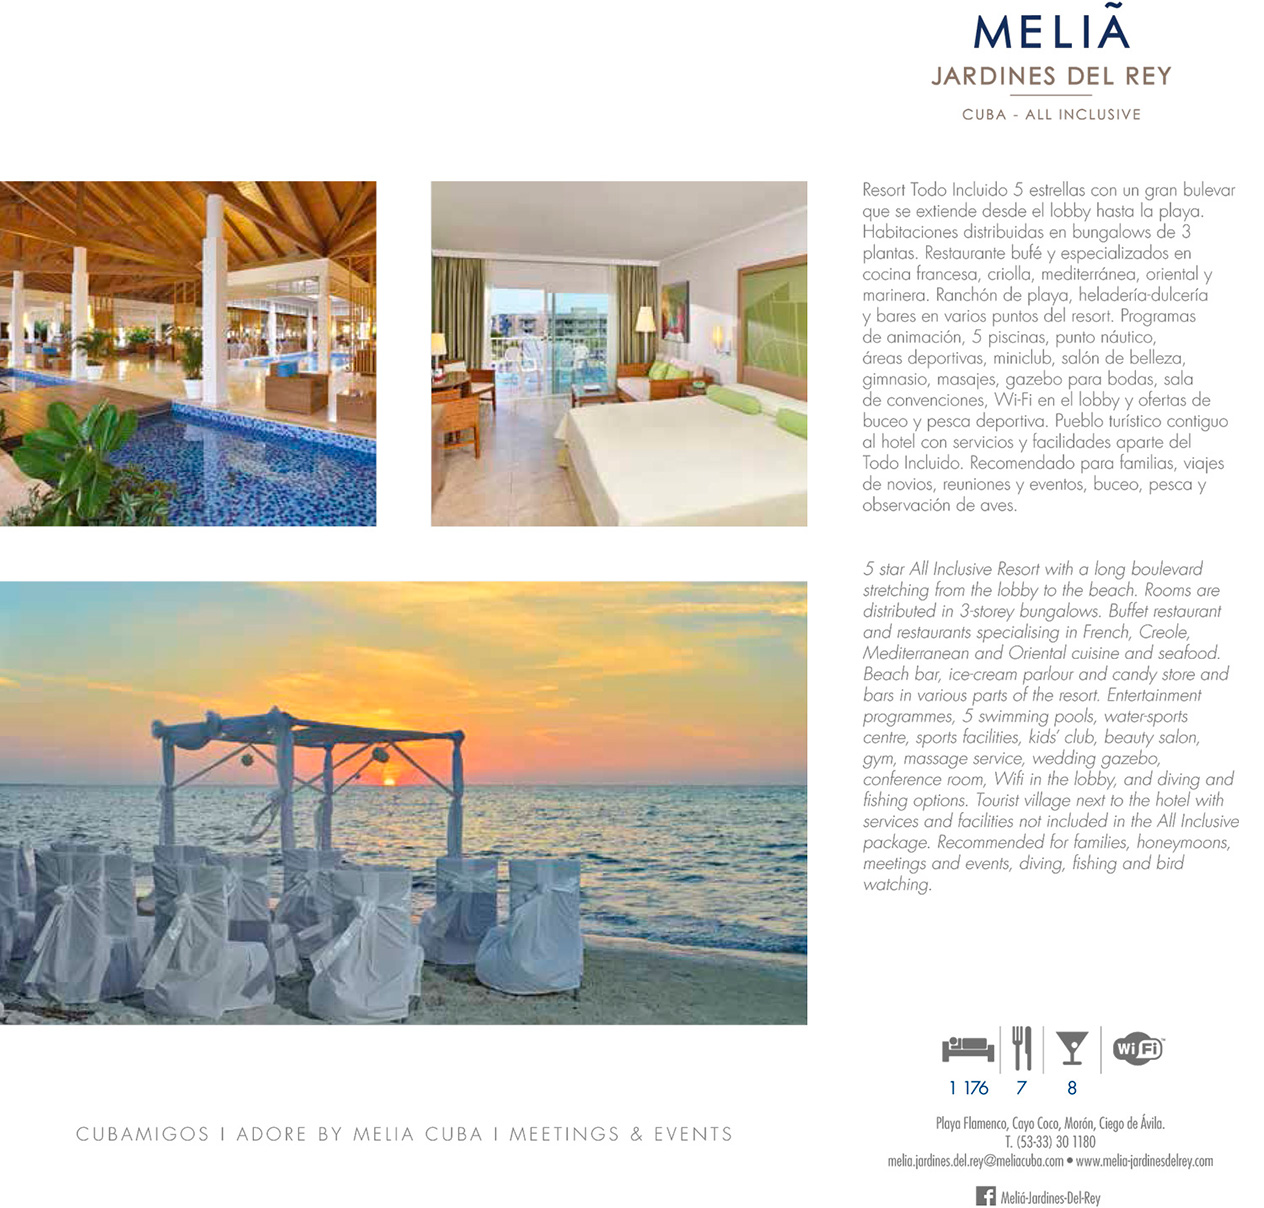 MELIÃ
JARDINES DEL REY
CUBA - ALL INCLUSIVE
Resort Todo Incluido 5 estrellas con un gran bulevar
que se extiende desde el lobby hasta la playa.
Habitaciones distribuidas en bungalows de 3
plantas. Restaurante bufé y especializados en
cocina francesa, criolla, mediterránea, oriental y
marinera. Ranchón de playa, heladería-dulcería
y bares en varios puntos del resort. Programas
de animación, 5 piscinas, punto náutico,
áreas deportivas, miniclub, salón de belleza,
gimnasio, masajes, gazebo para bodas, sala
de convenciones, Wi-Fi en el lobby y ofertas de
buceo y pesca deportiva. Pueblo turístico contiguo
al hotel con servicios y facilidades aparte del
Todo Incluido. Recomendado para familias, viajes
de novios, reuniones y eventos, buceo, pesca y
observación de aves.
5 star All Inclusive Resort with a long boulevard
stretching from the lobby to the beach. Rooms are
distributed in 3-storey bungalows. Buffet restaurant
and restaurants specialising in French, Creole,
Mediterranean and Oriental cuisine and seafood.
Beach bar, ice-cream parlour and candy store and
bars in various parts of the resort. Entertainment
programmes, 5 swimming pools, water-sports
centre, sports facilities, kids' club, beauty salon,
gym, massage service, wedding gazebo,
conference room, Wifi in the lobby, and diving and
fishing options. Tourist village next to the hotel with
services and facilities not included in the All Inclusive
package. Recommended for families, honeymoons,
meetings and events, diving, fishing and bird
watching.
Wi Fi™
1 176 7 8
Playa Flamenco, Cayo Coco, Morón, Ciego de Ávila.
T. (53-33) 30 1180
melia.jardines.del.rey@meliacuba.com • www.melia-jardinesdelrey.com
f Meliá-Jardines-Del-Rey
CUBAMIGOS I ADORE BY MELIA CUBA I MEETINGS & EVENTS